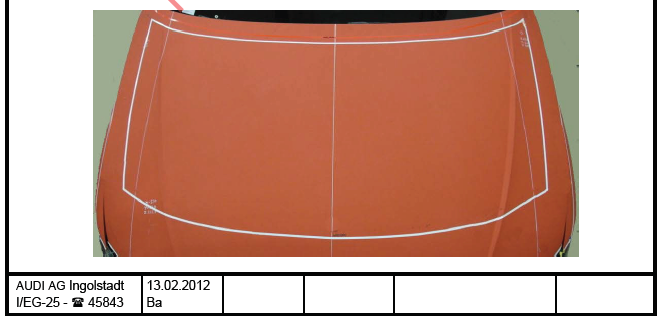 AUDI AG Ingolstadt
I/EG-25 - ☎ 45843
13.02.2012
Ba